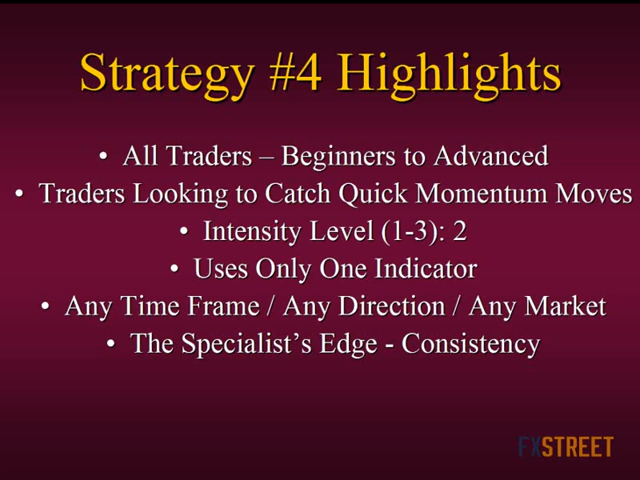 Strategy #4 Highlights
• All Traders – Beginners to Advanced
• Traders Looking to Catch Quick Momentum Moves
• Intensity Level (1-3): 2
• Uses Only One Indicator
• Any Time Frame / Any Direction / Any Market
• The Specialist’s Edge - Consistency
FXSTREET